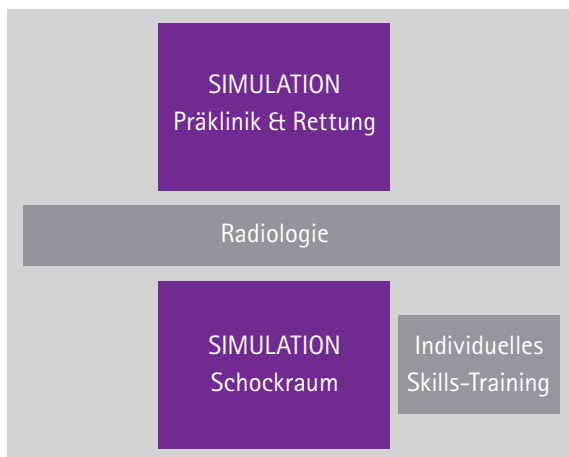 SIMULATION
Präklinik & Rettung
Radiologie
SIMULATION
Schockraum
Individuelles
Skills-Training